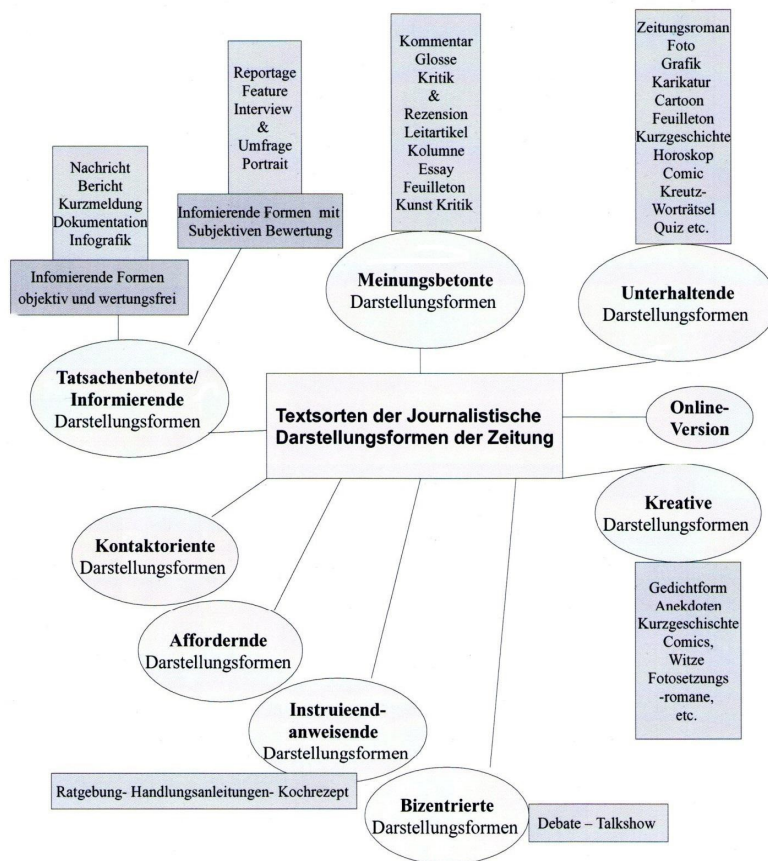 Nachricht
Bericht
Kurzmeldung
Dokumentation
Infografik
Infomierende Formen
objektiv und wertungsfrei
Reportage
Feature
Interview
&
Umfrage
Portrait
Infomierende Formen mit
Subjektiven Bewertung
Tatsachenbetonte/
Informierende
Darstellungsformen
Kommentar
Glosse
Kritik
&
Rezension
Leitartikel
Kolumne
Essay
Feuilleton
Kunst Kritik
Meinungsbetonte
Darstellungsformen
Zeitungsroman
Foto
Grafik
Karikatur
Cartoon
Feuilleton
Kurzgeschichte
Horoskop
Comic
Kreutz-
Worträtsel
Quiz etc.
Unterhaltende
Darstellungsformen
Textsorten der Journalistische
Darstellungsformen der Zeitung
Online-
Version
Kreative
Darstellungsformen
Gedichtform
Anekdoten
Kurzgeschischte
Comics,
Witze
Fotosetzungs
-romane,
etc.
Kontaktoriente
Darstellungsformen
Affordernde
Darstellungsformen
Instruieend-
anweisende
Darstellungsformen
Ratgebung- Handlungsanleitungen- Kochrezept
Bizentrierte
Darstellungsformen
Debate – Talkshow